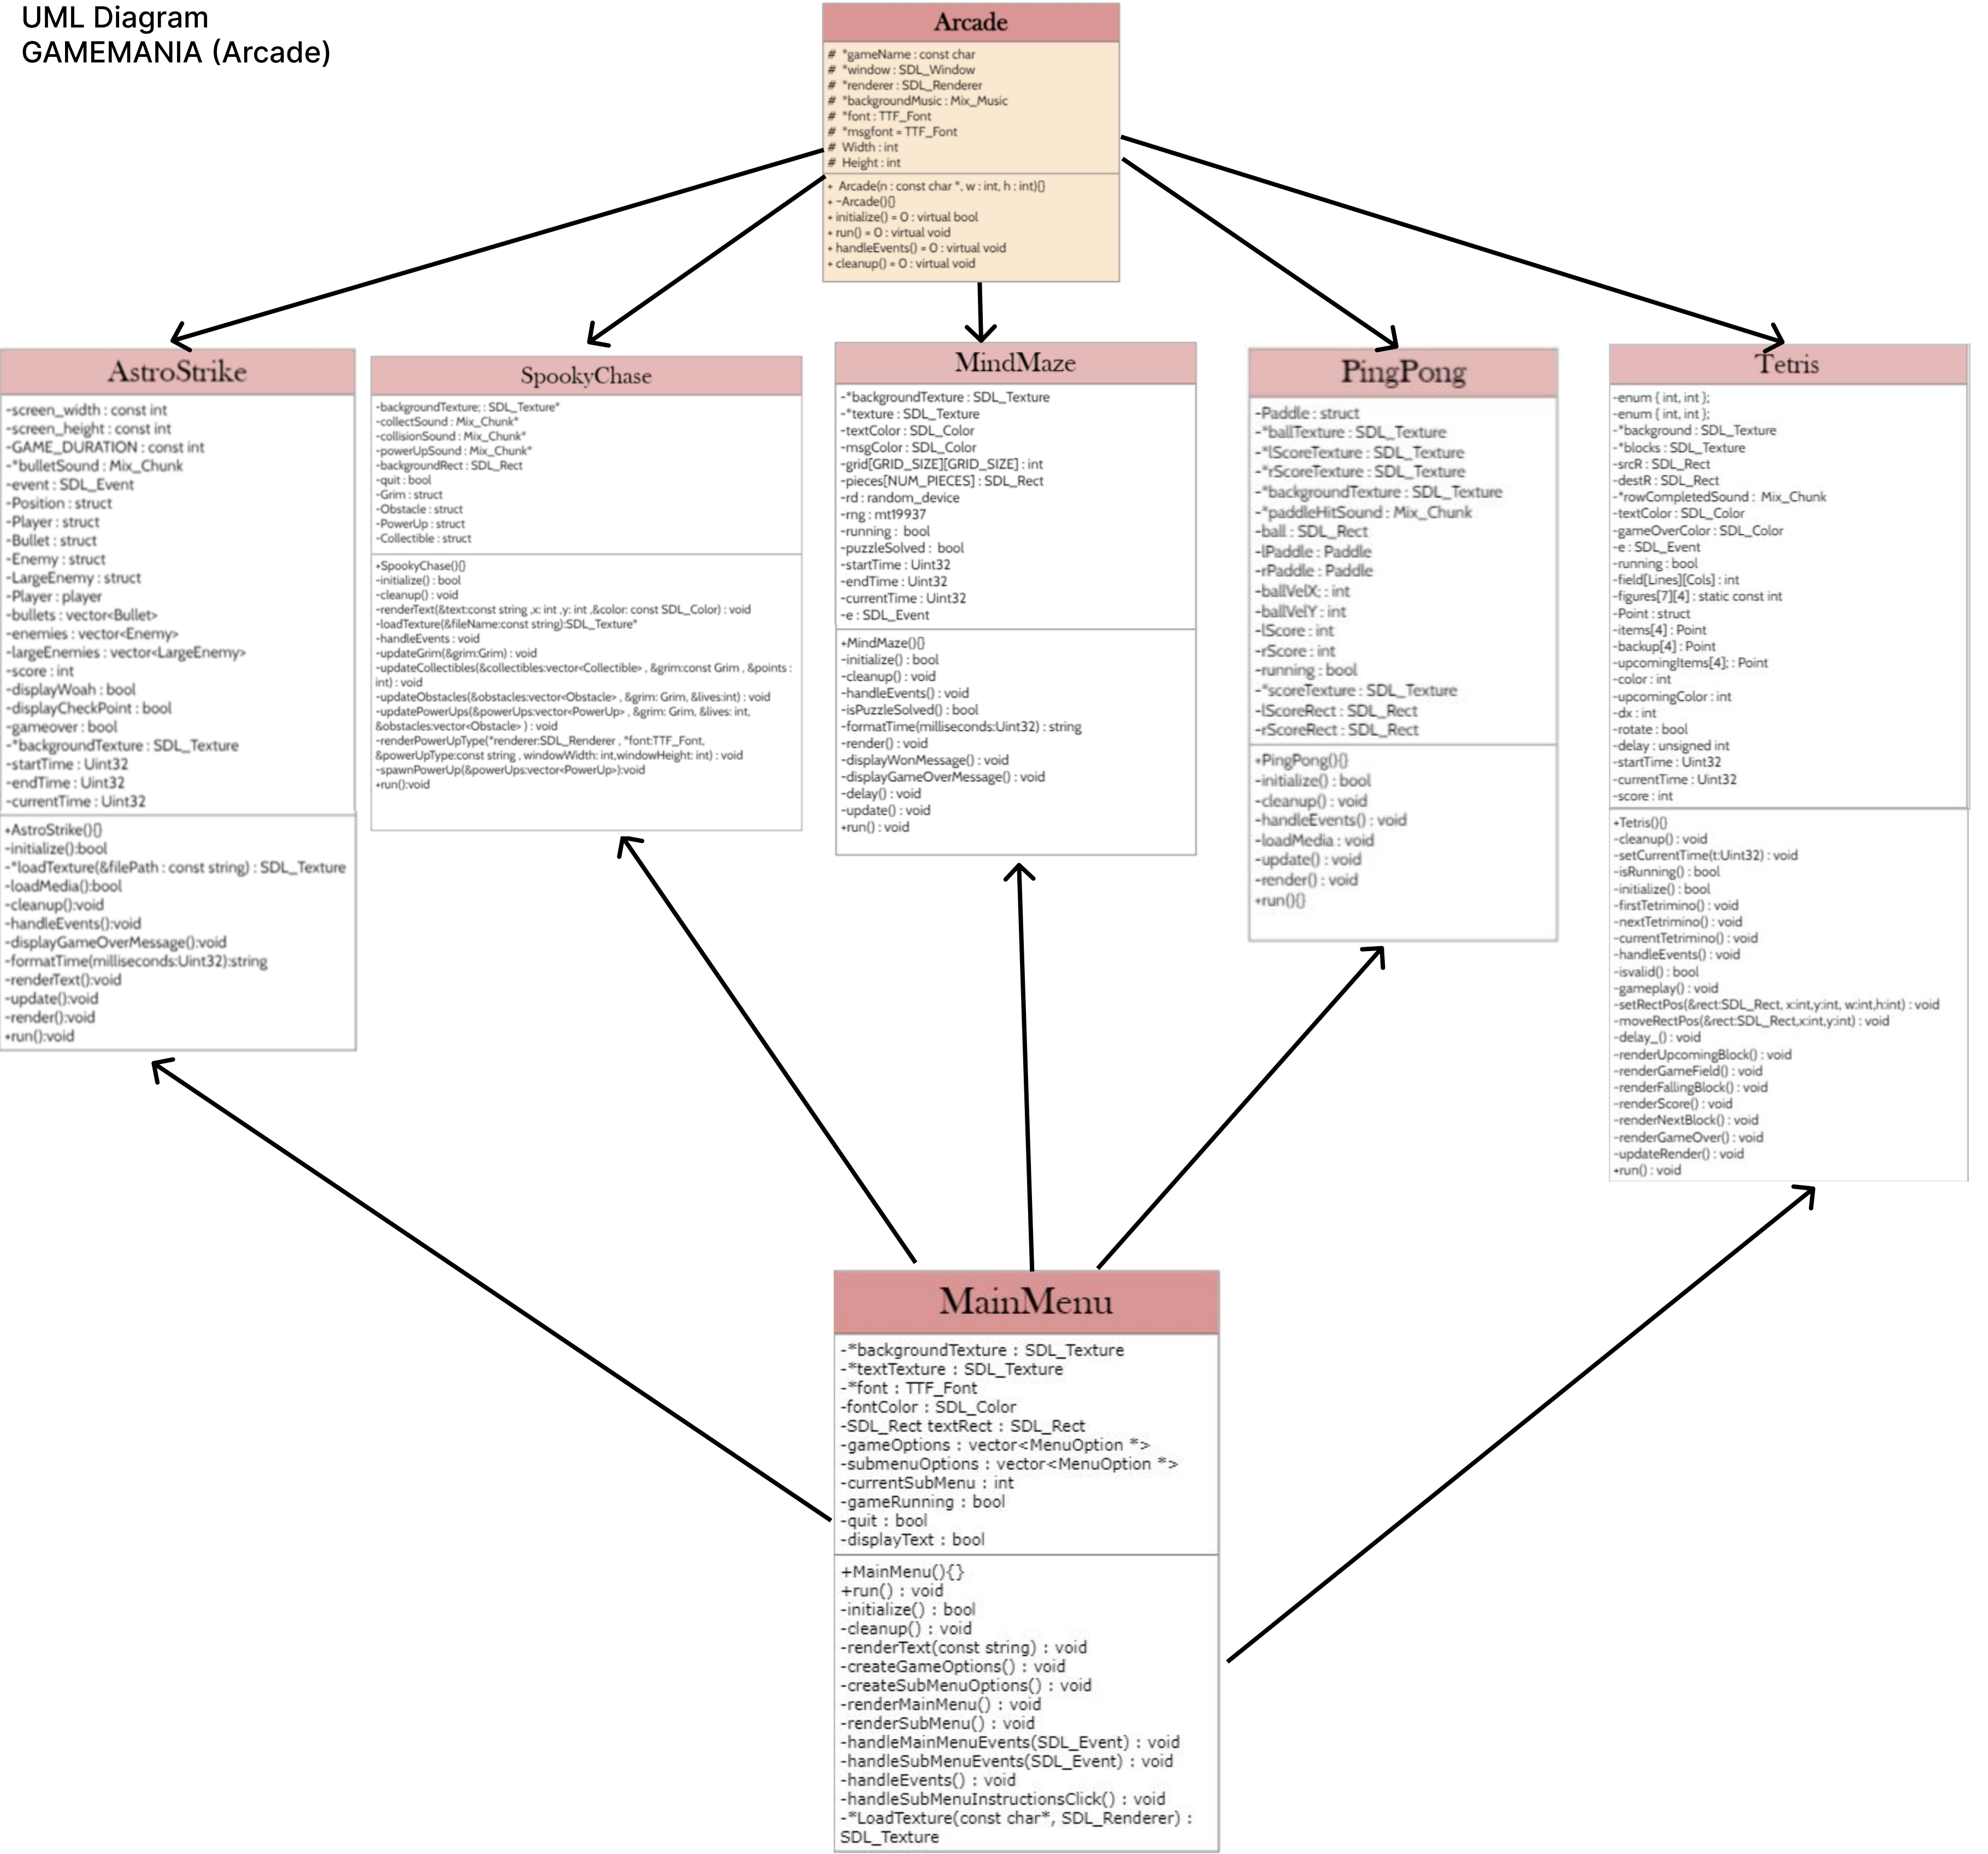 UML Diagram
GAMEMANIA (Arcade)
Arcade
# *gameName : const char
# *window : SDL_Window
# *renderer : SDL_Renderer
# *backgroundMusic : Mix_Music
# *font : TTF_Font
# *msgfont = TTF_Font
# Width : int
# Height : int
+ Arcade(n : const char *, w : int, h : int){}
+ ~Arcade(){}
+ initialize() = 0 : virtual bool
+ run() = 0 : virtual void
+ handleEvents() = 0 : virtual void
+ cleanup() = 0 : virtual void
AstroStrike
-screen_width : const int
-screen_height : const int
-GAME_DURATION : const int
-*bulletSound : Mix_Chunk
-event : SDL_Event
-Position : struct
-Player : struct
-Bullet : struct
-Enemy : struct
-LargeEnemy : struct
-Player : player
-bullets : vector<Bullet>
-enemies : vector<Enemy>
-largeEnemies : vector<LargeEnemy>
-score : int
-displayWoah : bool
-displayCheckPoint : bool
-gameover : bool
-*backgroundTexture : SDL_Texture
-startTime : Uint32
-endTime : Uint32
-currentTime : Uint32
+AstroStrike(){}
-initialize():bool
-*loadTexture(&filePath : const string) : SDL_Texture
-loadMedia():bool
-cleanup():void
-handleEvents():void
-displayGameOverMessage():void
-formatTime(milliseconds:Uint32):string
-renderText():void
-update():void
-render():void
+run():void
SpookyChase
-backgroundTexture; : SDL_Texture*
-collectSound : Mix_Chunk*
-collisionSound : Mix_Chunk*
-powerUpSound : Mix_Chunk*
-backgroundRect : SDL_Rect
-quit : bool
-Grim : struct
-Obstacle : struct
-PowerUp : struct
-Collectible : struct
+SpookyChase(){}
-initialize() : bool
-cleanup() : void
-renderText(&text:const string ,x: int ,y: int ,&color: const SDL_Color) : void
-loadTexture(&fileName:const string):SDL_Texture*
-handleEvents : void
-updateGrim(&grim:Grim) : void
-updateCollectibles(&collectibles:vector<Collectible> , &grim:const Grim , &points :
int) : void
-updateObstacles(&obstacles:vector<Obstacle> , &grim: Grim, &lives:int) : void
-updatePowerUps(&powerUps:vector<PowerUp> , &grim: Grim, &lives: int,
&obstacles:vector<Obstacle> ) : void
-renderPowerUpType(*renderer:SDL_Renderer , *font:TTF_Font,
&powerUpType:const string , windowWidth: int,windowHeight: int) : void
-spawnPowerUp(&powerUps:vector<PowerUp>):void
+run():void
MindMaze
-*backgroundTexture : SDL_Texture
-*texture : SDL_Texture
-textColor : SDL_Color
-msgColor : SDL_Color
-grid[GRID_SIZE][GRID_SIZE] : int
-pieces[NUM_PIECES] : SDL_Rect
-rd : random_device
-rng : mt19937
-running : bool
-puzzleSolved : bool
-startTime : Uint32
-endTime : Uint32
-currentTime : Uint32
-e : SDL_Event
+MindMaze(){}
-initialize() : bool
-cleanup() : void
-handleEvents() : void
-isPuzzleSolved() : bool
-formatTime(milliseconds:Uint32) : string
-render() : void
-displayWonMessage() : void
-displayGameOverMessage() : void
-delay() : void
-update() : void
+run() : void
PingPong
-Paddle : struct
-*ballTexture : SDL_Texture
-*lScoreTexture : SDL_Texture
-*rScoreTexture : SDL_Texture
-*backgroundTexture : SDL_Texture
-*paddleHitSound : Mix_Chunk
-ball : SDL_Rect
-lPaddle : Paddle
-rPaddle : Paddle
-ballVelX; : int
-ballVelY : int
-lScore : int
-rScore : int
-running : bool
-*scoreTexture : SDL_Texture
-lScoreRect : SDL_Rect
-rScoreRect : SDL_Rect
+PingPong(){}
-initialize() : bool
-cleanup() : void
-handleEvents() : void
-loadMedia : void
-update() : void
-render() : void
+run(){}
Tetris
-enum { int, int };
-enum { int, int };
-*background : SDL_Texture
-*blocks : SDL_Texture
-srcR : SDL_Rect
-destR : SDL_Rect
-*rowCompletedSound : Mix_Chunk
-textColor : SDL_Color
-gameOverColor : SDL_Color
-e : SDL_Event
-running : bool
-field[Lines][Cols] : int
-figures[7][4] : static const int
-Point : struct
-items[4] : Point
-backup[4] : Point
-upcomingItems[4]; : Point
-color : int
-upcomingColor : int
-dx : int
-rotate : bool
-delay : unsigned int
-startTime : Uint32
-currentTime : Uint32
-score : int
+Tetris(){}
-cleanup() : void
-setCurrentTime(t:Uint32) : void
-isRunning() : bool
-initialize() : bool
-firstTetrimino() : void
-nextTetrimino() : void
-currentTetrimino() : void
-handleEvents() : void
-isvalid() : bool
-gameplay() : void
-setRectPos(&rect:SDL_Rect, x:int,y:int, w:int,h:int) : void
-moveRectPos(&rect:SDL_Rect,x:int,y:int) : void
-delay_() : void
-renderUpcomingBlock() : void
-renderGameField() : void
-renderFallingBlock() : void
-renderScore() : void
-renderNextBlock() : void
-renderGameOver() : void
-updateRender() : void
+run() : void
MainMenu
-*backgroundTexture : SDL_Texture
-*textTexture : SDL_Texture
-*font : TTF_Font
-fontColor : SDL_Color
-SDL_Rect textRect : SDL_Rect
-gameOptions : vector<MenuOption *>
-submenuOptions : vector<MenuOption *>
-currentSubMenu : int
-gameRunning : bool
-quit : bool
-displayText : bool
+MainMenu(){}
+run() : void
-initialize() : bool
-cleanup() : void
-renderText(const string) : void
-createGameOptions() : void
-createSubMenuOptions() : void
-renderMainMenu() : void
-renderSubMenu() : void
-handleMainMenuEvents(SDL_Event) : void
-handleSubMenuEvents(SDL_Event) : void
-handleEvents() : void
-handleSubMenuInstructionsClick() : void
-*LoadTexture(const char*, SDL_Renderer) :
SDL_Texture